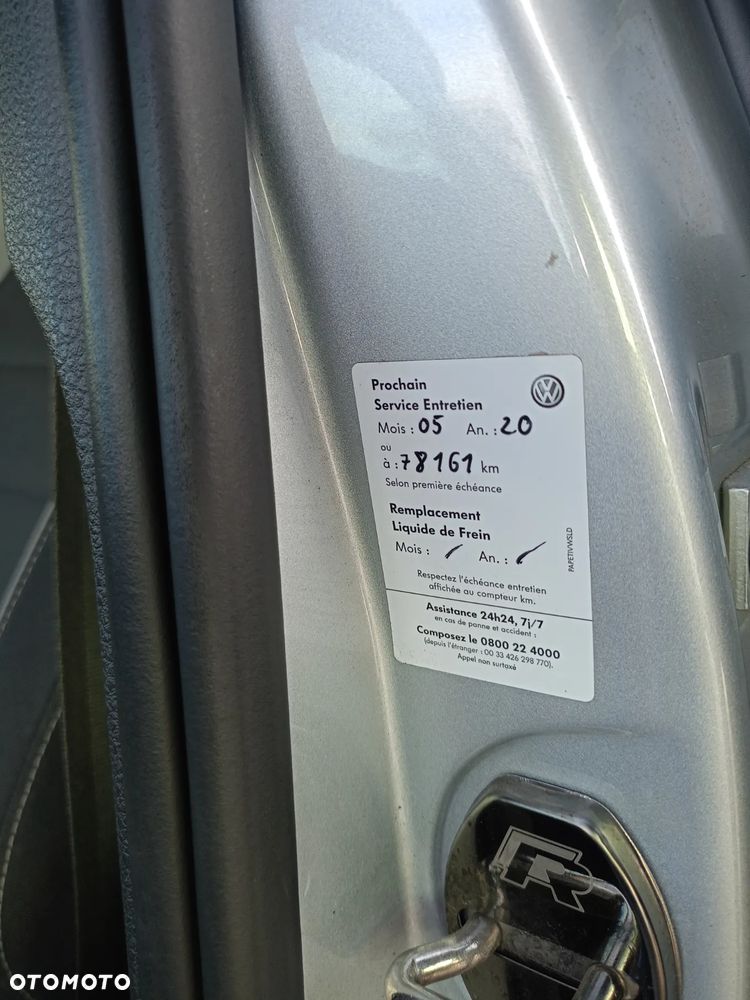 Prochain
Service Entretien
Mois : 05 An. : 20
ou
à : 78161 km
Selon première échéance
Remplacement
Liquide de Frein
Mois : / An. : /
Respectez l'échéance entretien
affichée au compteur km.
Assistance 24h24, 7j/7
en cas de panne et accident :
Composez le 0800 22 4000
(depuis l'étranger : 00 33 426 298 770).
Appel non surtaxé
PAPETIVWSLD
R
OTOMOTO